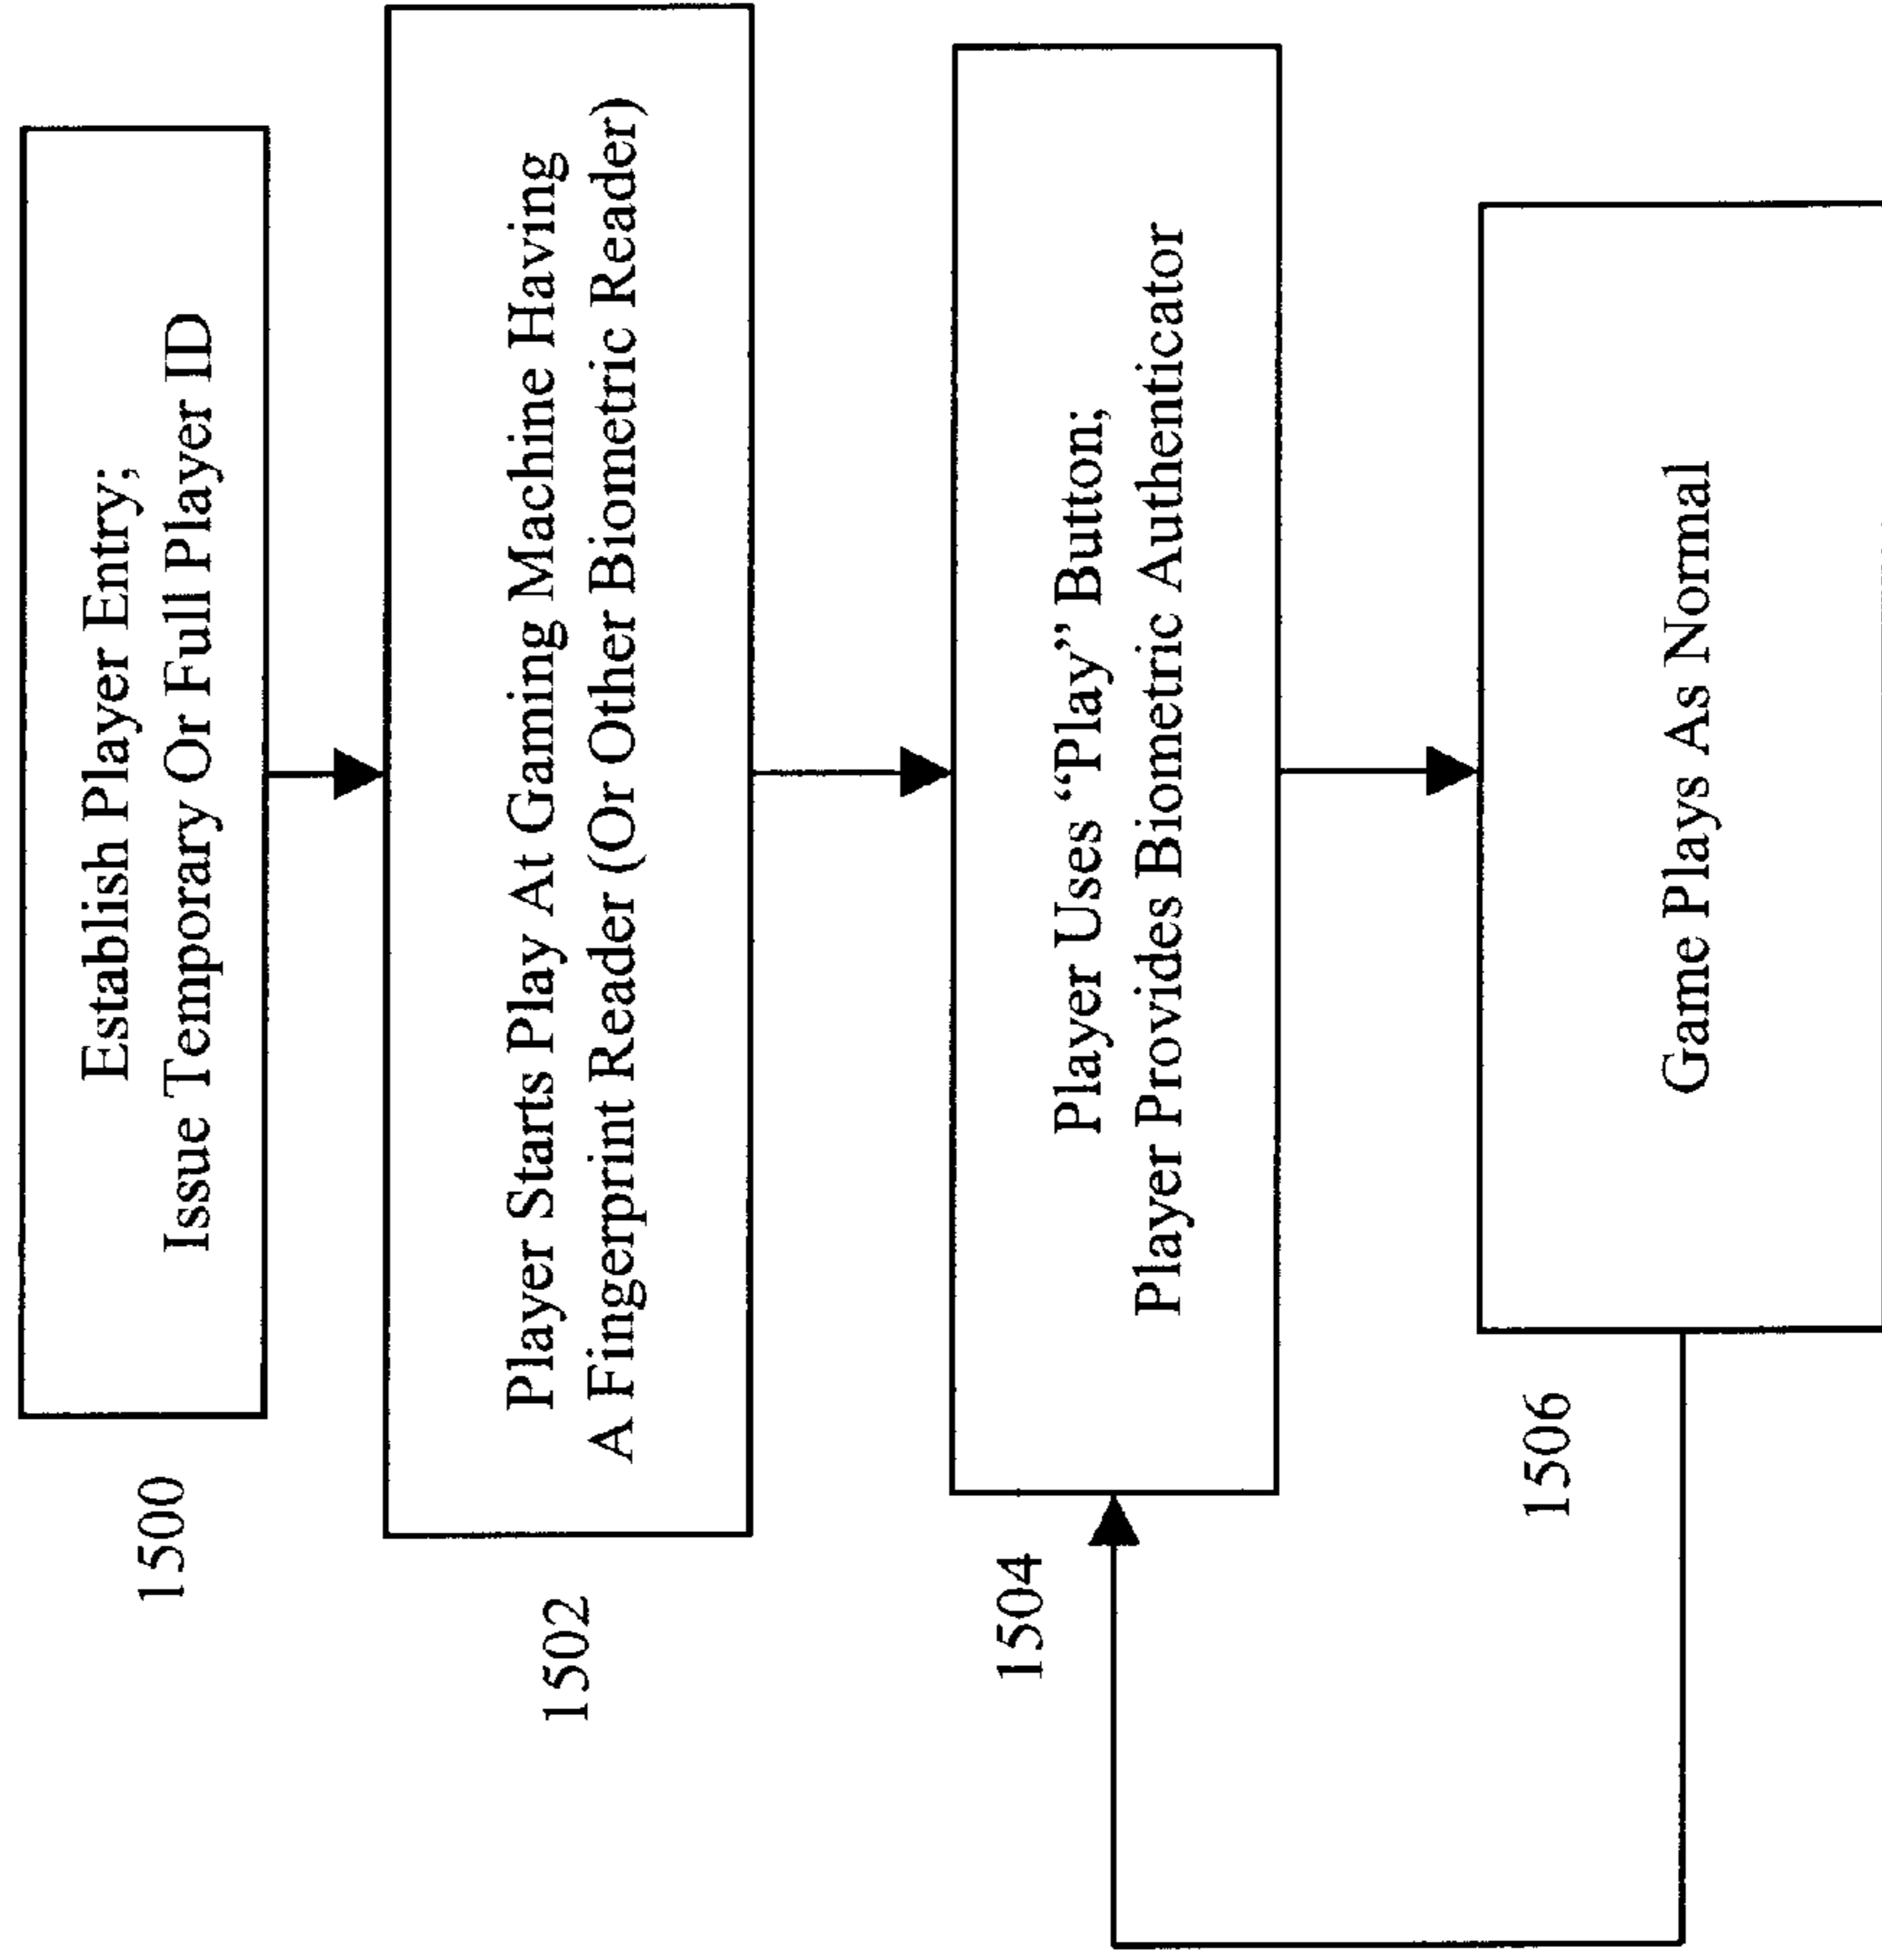 1500
Establish Player Entry;
Issue Temporary Or Full Player ID
1502
Player Starts Play At Gaming Machine Having
A Fingerprint Reader (Or Other Biometric Reader)
1504
Player Uses “Play” Button;
Player Provides Biometric Authenticator
1506
Game Plays As Normal